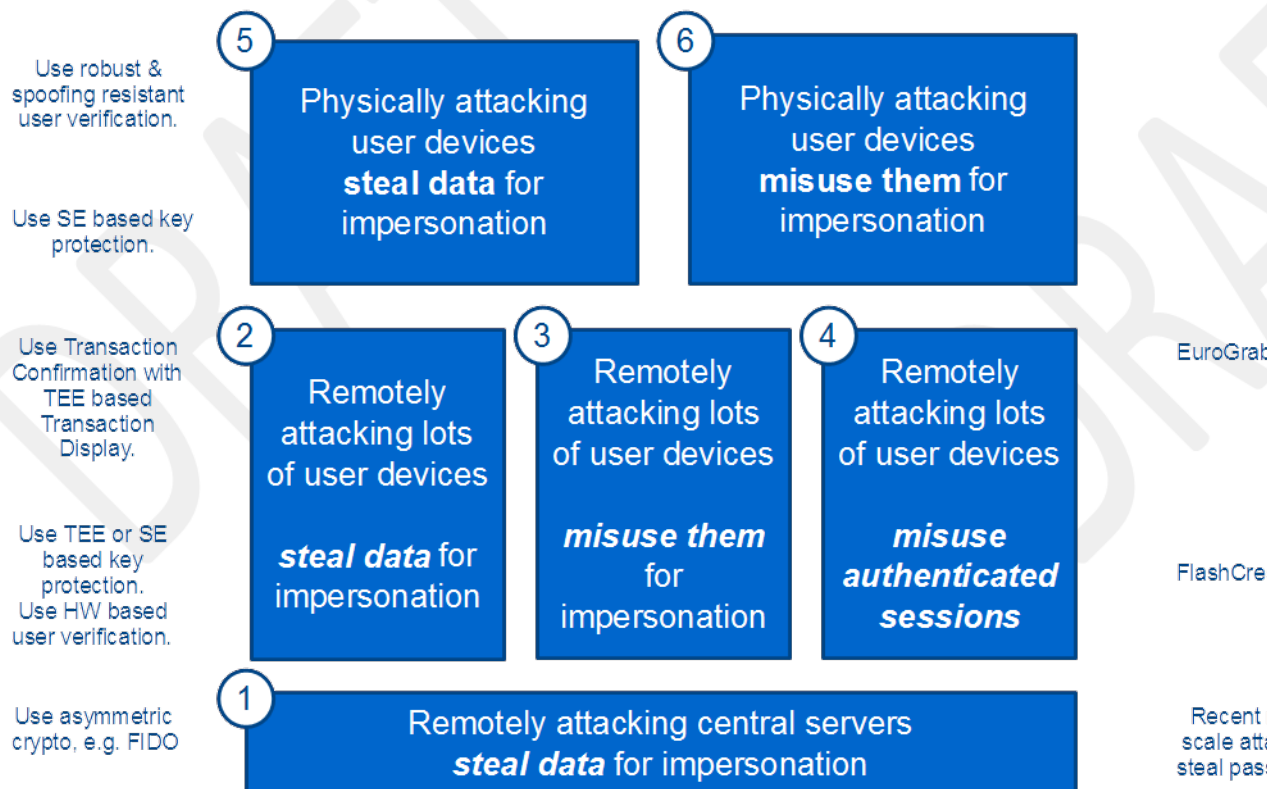 5
6
Use robust &
spoofing resistant
user verification.
Physically attacking
user devices
steal data for
impersonation
Physically attacking
user devices
misuse them for
impersonation
Use SE based key
protection.
2
3
4
Use Transaction
Confirmation with
TEE based
Transaction
Display.
Use TEE or SE
based key
protection.
Use HW based
user verification.
Remotely
attacking lots
of user devices
steal data for
impersonation
Remotely
attacking lots
of user devices
misuse them
for
impersonation
Remotely
attacking lots
of user devices
misuse
authenticated
sessions
EuroGrab
FlashCre
1
Use asymmetric
crypto, e.g. FIDO
Remotely attacking central servers
steal data for impersonation
Recent
scale atta
steal pass
DRAFT